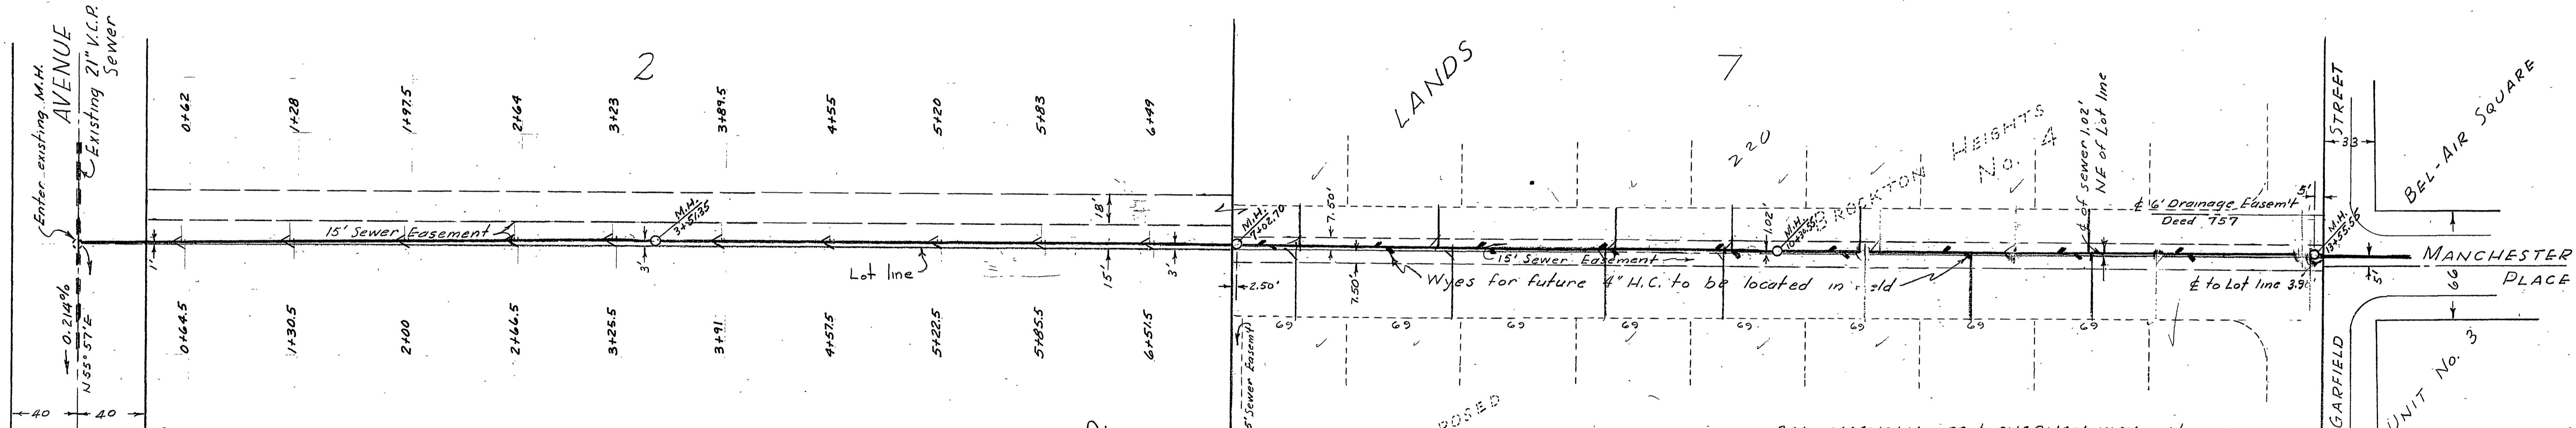 Enter existing M.H.
AVENUE
Existing 21" V.C.P.
Sewer
2
0+62
1+28
1+97.5
2+64
3+23
3+89.5
4+55
5+20
5+83
6+49
LANDS
7
220
BROCKTON HEIGHTS
No. 4
℄ of sewer 1.02'
NE of Lot line
STREET
33
BEL-AIR SQUARE
15' Sewer Easement
M.H.
3+51.35
18'
M.H.
7+02.70
7.50'
1.02'
M.H.
℄ 6' Drainage Easem't
Deed 757
5'
M.H.
13+55.65
1'
3'
Lot line
15'
3'
2.50'
7.50'
15' Sewer Easement
Wyes for future 4" H.C. to be located in
℄ to Lot line
5'
66
MANCHESTER
PLACE
0.214%
N 55° 57' E
0+64.5
1+30.5
2+00
2+66.5
3+25.5
3+91
4+57.5
5+22.5
5+85.5
6+51.5
69
69
69
69
69
69
69
69
5' Sewer Easem't
40
40
GARFIELD
UNIT No. 3